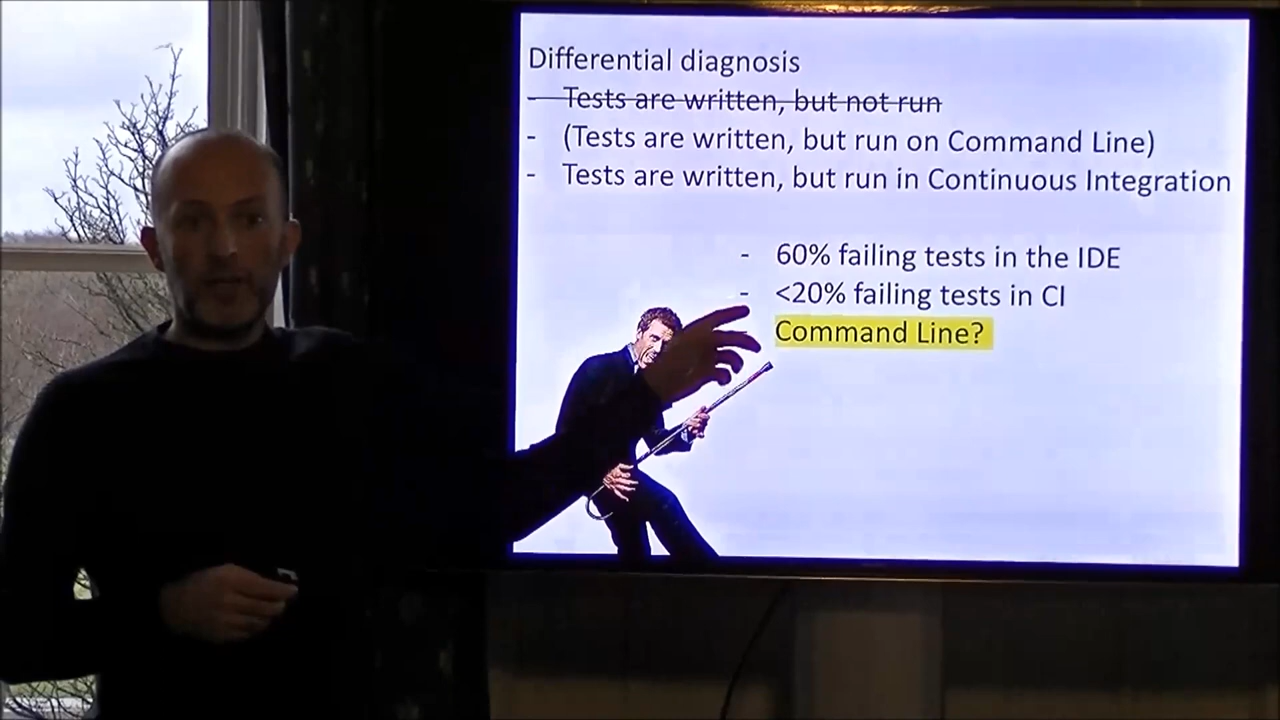 Differential diagnosis
- Tests are written, but not run
- (Tests are written, but run on Command Line)
- Tests are written, but run in Continuous Integration
- 60% failing tests in the IDE
- <20% failing tests in CI
Command Line?